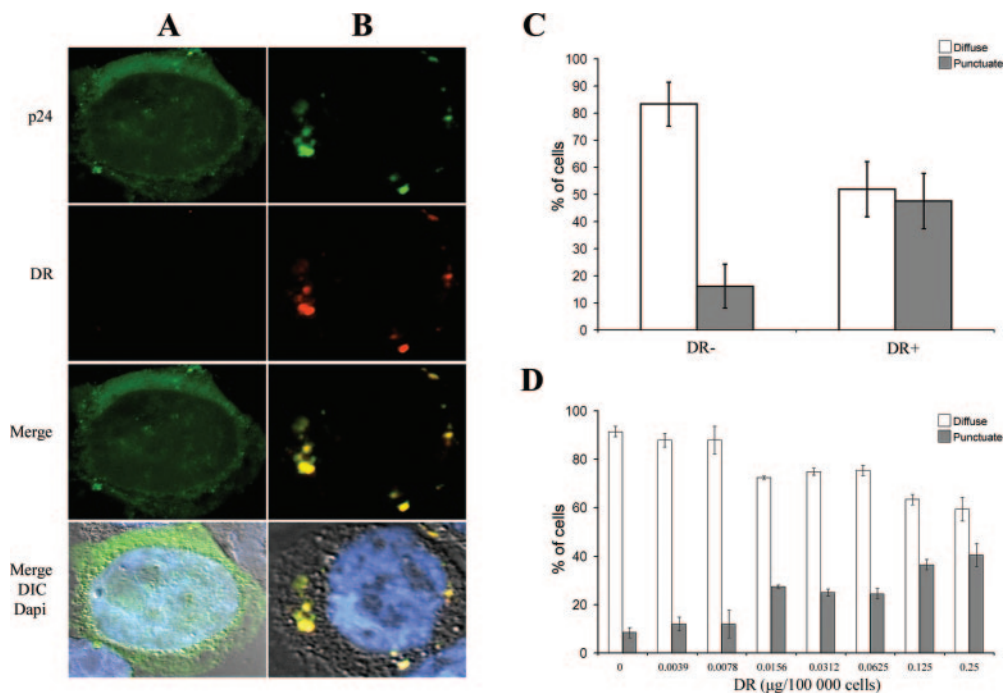 A
B
p24
DR
Merge
Merge
DIC
Dapi
C
Diffuse
Punctuate
% of cells
90
80
70
60
50
40
30
20
10
0
DR-
DR+
D
Diffuse
Punctuate
% of cells
100
80
60
40
20
0
0 0.0039 0.0078 0.0156 0.0312 0.0625 0.125 0.25
DR (µg/100 000 cells)